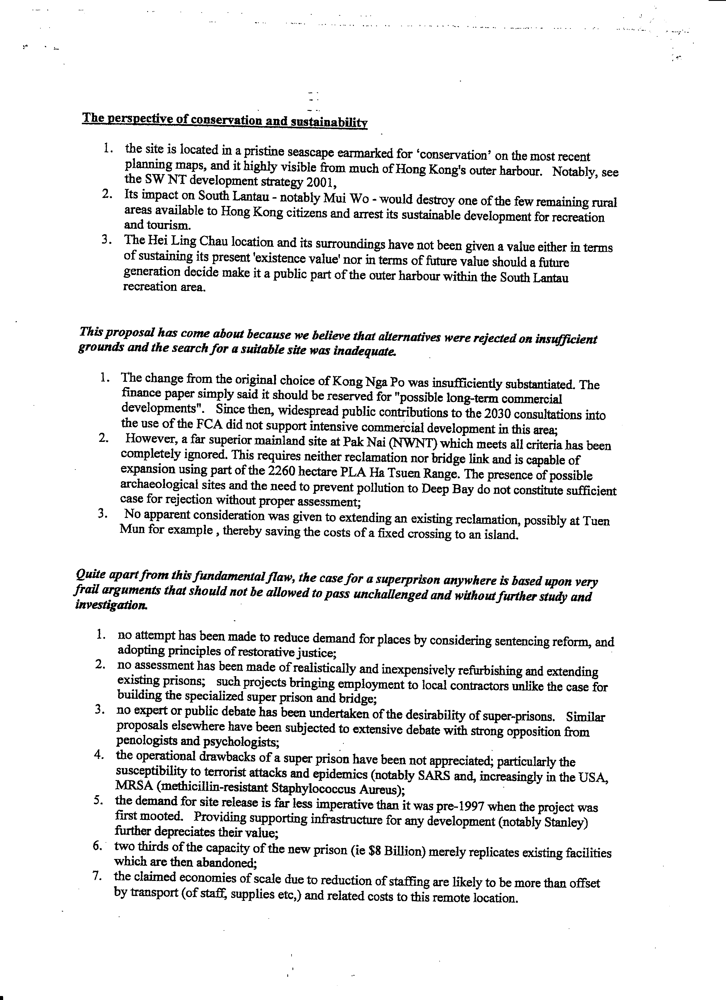 The perspective of conservation and sustainability
1. the site is located in a pristine seascape earmarked for ‘conservation’ on the most recent
planning maps, and it highly visible from much of Hong Kong's outer harbour. Notably, see
the SW NT development strategy 2001,
2. Its impact on South Lantau - notably Mui Wo - would destroy one of the few remaining rural
areas available to Hong Kong citizens and arrest its sustainable development for recreation
and tourism.
3. The Hei Ling Chau location and its surroundings have not been given a value either in terms
of sustaining its present 'existence value' nor in terms of future value should a future
generation decide make it a public part of the outer harbour within the South Lantau
recreation area.
This proposal has come about because we believe that alternatives were rejected on insufficient
grounds and the search for a suitable site was inadequate.
1. The change from the original choice of Kong Nga Po was insufficiently substantiated. The
finance paper simply said it should be reserved for "possible long-term commercial
developments". Since then, widespread public contributions to the 2030 consultations into
the use of the FCA did not support intensive commercial development in this area;
2. However, a far superior mainland site at Pak Nai (NWNT) which meets all criteria has been
completely ignored. This requires neither reclamation nor bridge link and is capable of
expansion using part of the 2260 hectare PLA Ha Tsuen Range. The presence of possible
archaeological sites and the need to prevent pollution to Deep Bay do not constitute sufficient
case for rejection without proper assessment;
3. No apparent consideration was given to extending an existing reclamation, possibly at Tuen
Mun for example , thereby saving the costs of a fixed crossing to an island.
Quite apart from this fundamental flaw, the case for a superprison anywhere is based upon very
frail arguments that should not be allowed to pass unchallenged and without further study and
investigation.
1. no attempt has been made to reduce demand for places by considering sentencing reform, and
adopting principles of restorative justice;
2. no assessment has been made of realistically and inexpensively refurbishing and extending
existing prisons; such projects bringing employment to local contractors unlike the case for
building the specialized super prison and bridge;
3. no expert or public debate has been undertaken of the desirability of super-prisons. Similar
proposals elsewhere have been subjected to extensive debate with strong opposition from
penologists and psychologists;
4. the operational drawbacks of a super prison have been not appreciated; particularly the
susceptibility to terrorist attacks and epidemics (notably SARS and, increasingly in the USA,
MRSA (methicillin-resistant Staphylococcus Aureus);
5. the demand for site release is far less imperative than it was pre-1997 when the project was
first mooted. Providing supporting infrastructure for any development (notably Stanley)
further depreciates their value;
6. two thirds of the capacity of the new prison (ie $8 Billion) merely replicates existing facilities
which are then abandoned;
7. the claimed economies of scale due to reduction of staffing are likely to be more than offset
by transport (of staff, supplies etc,) and related costs to this remote location.